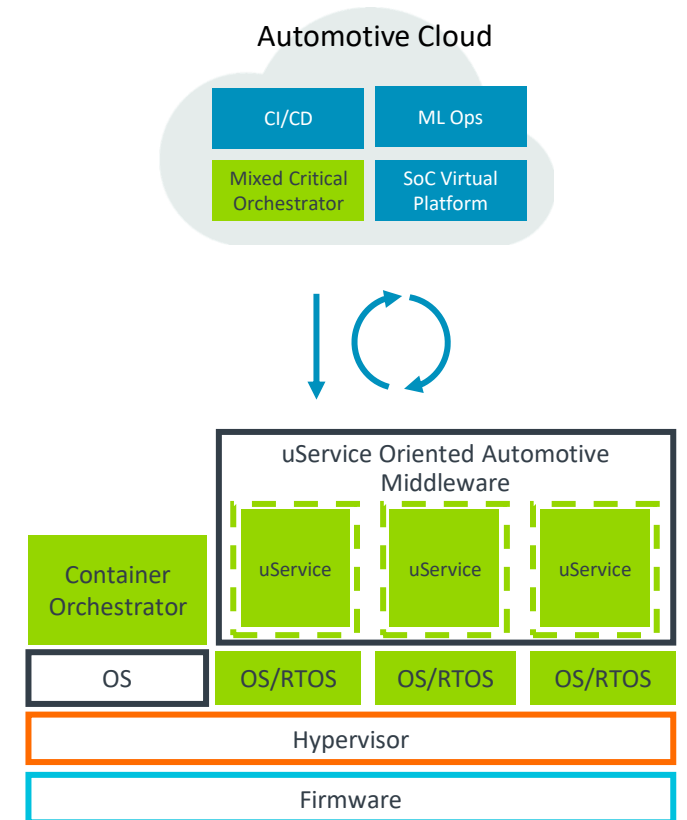 Automotive Cloud
CI/CD
ML Ops
Mixed Critical
Orchestrator
SoC Virtual
Platform
uService Oriented Automotive
Middleware
uService
uService
uService
Container
Orchestrator
OS
OS/RTOS
OS/RTOS
OS/RTOS
Hypervisor
Firmware